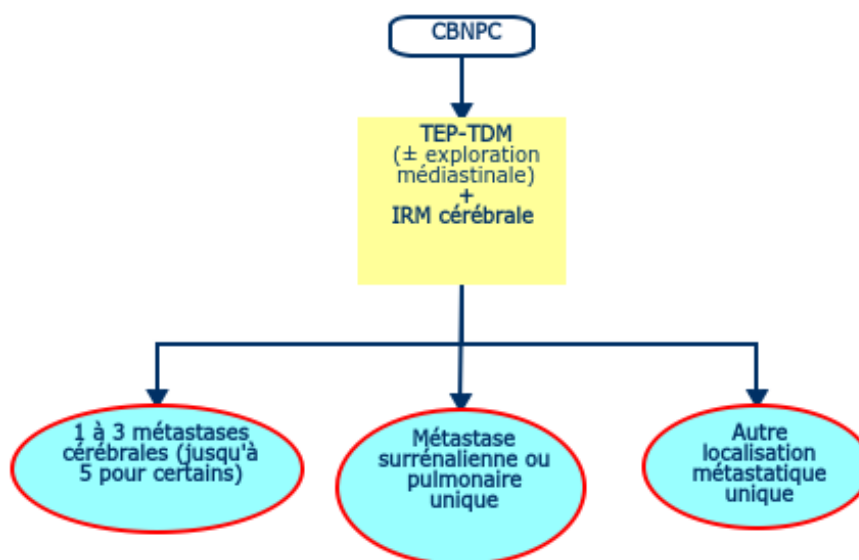 CBNPC
TEP-TDM
(± exploration
médiastinale)
+
IRM cérébrale
1 à 3 métastases
cérébrales (jusqu'à
5 pour certains)
Métastase
surrénalienne ou
pulmonaire
unique
Autre
localisation
métastatique
unique